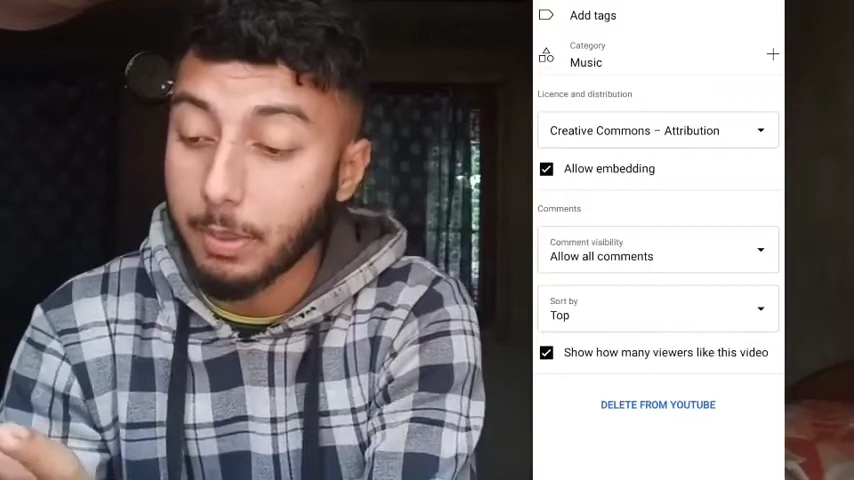 Add tags
Category
Music
Licence and distribution
Creative Commons – Attribution
Allow embedding
Comments
Comment visibility
Allow all comments
Sort by
Top
Show how many viewers like this video
DELETE FROM YOUTUBE